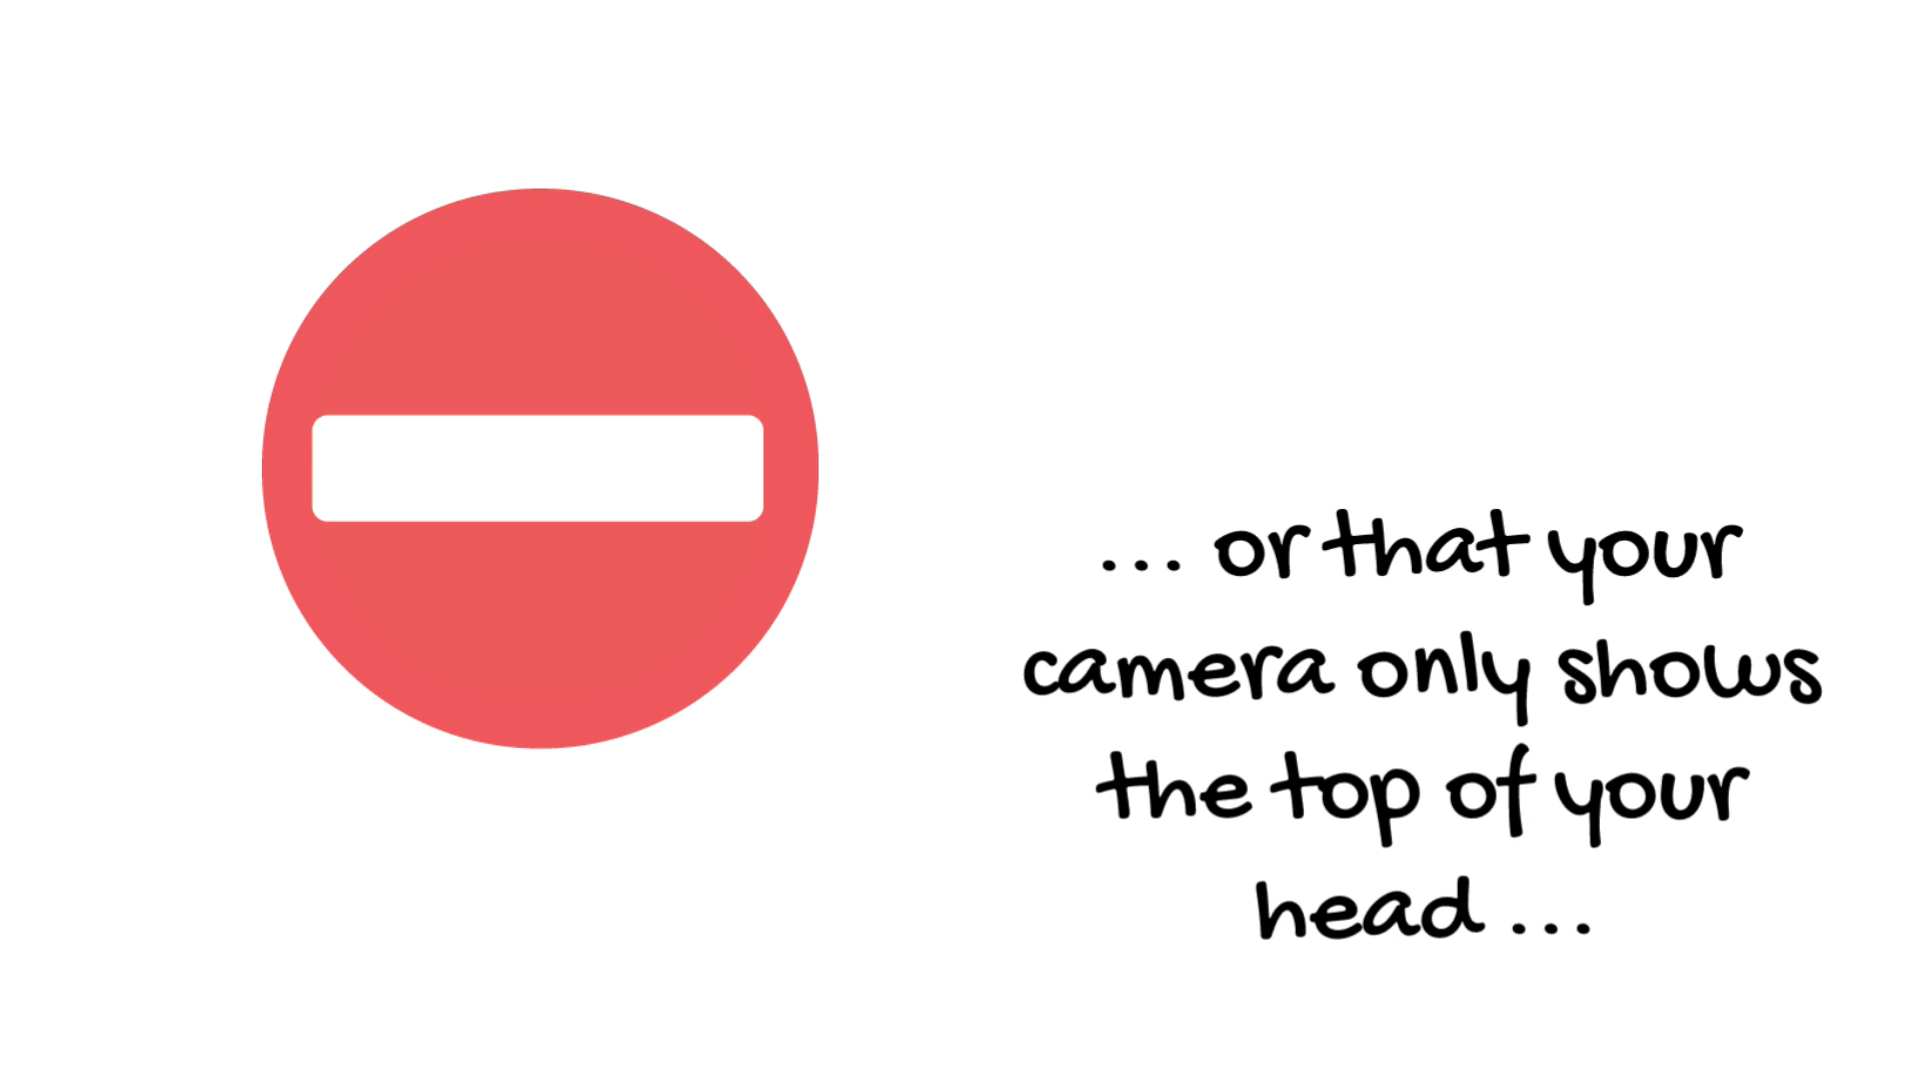 ... or that your
camera only shows
the top of your
head ...